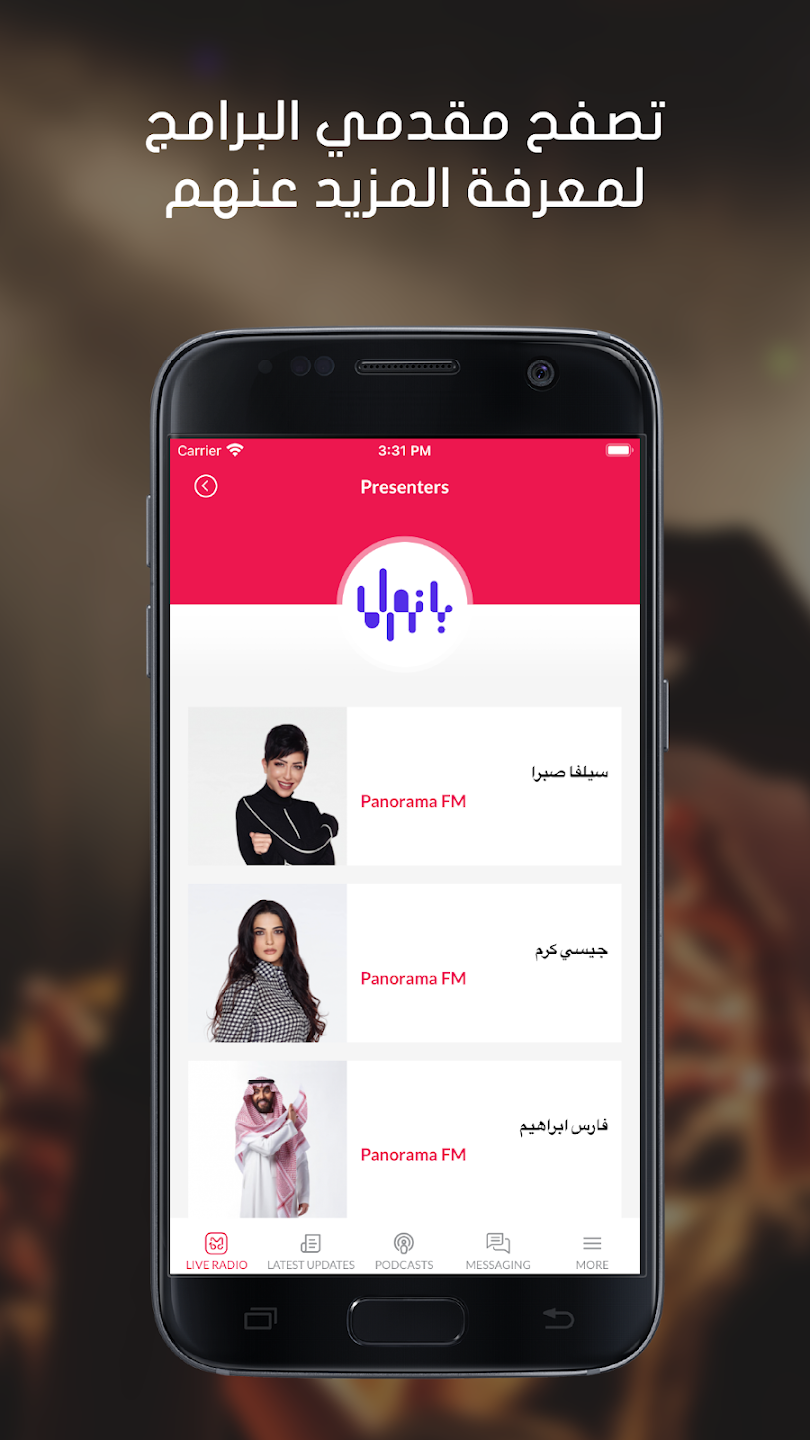 تصفح مقدمي البرامج
لمعرفة المزيد عنهم
Carrier 3:31 PM
Presenters
بانوراما
سيلفا صبرا
Panorama FM
جيسي كرم
Panorama FM
فارس ابراهيم
Panorama FM
LIVE RADIO LATEST UPDATES PODCASTS MESSAGING MORE